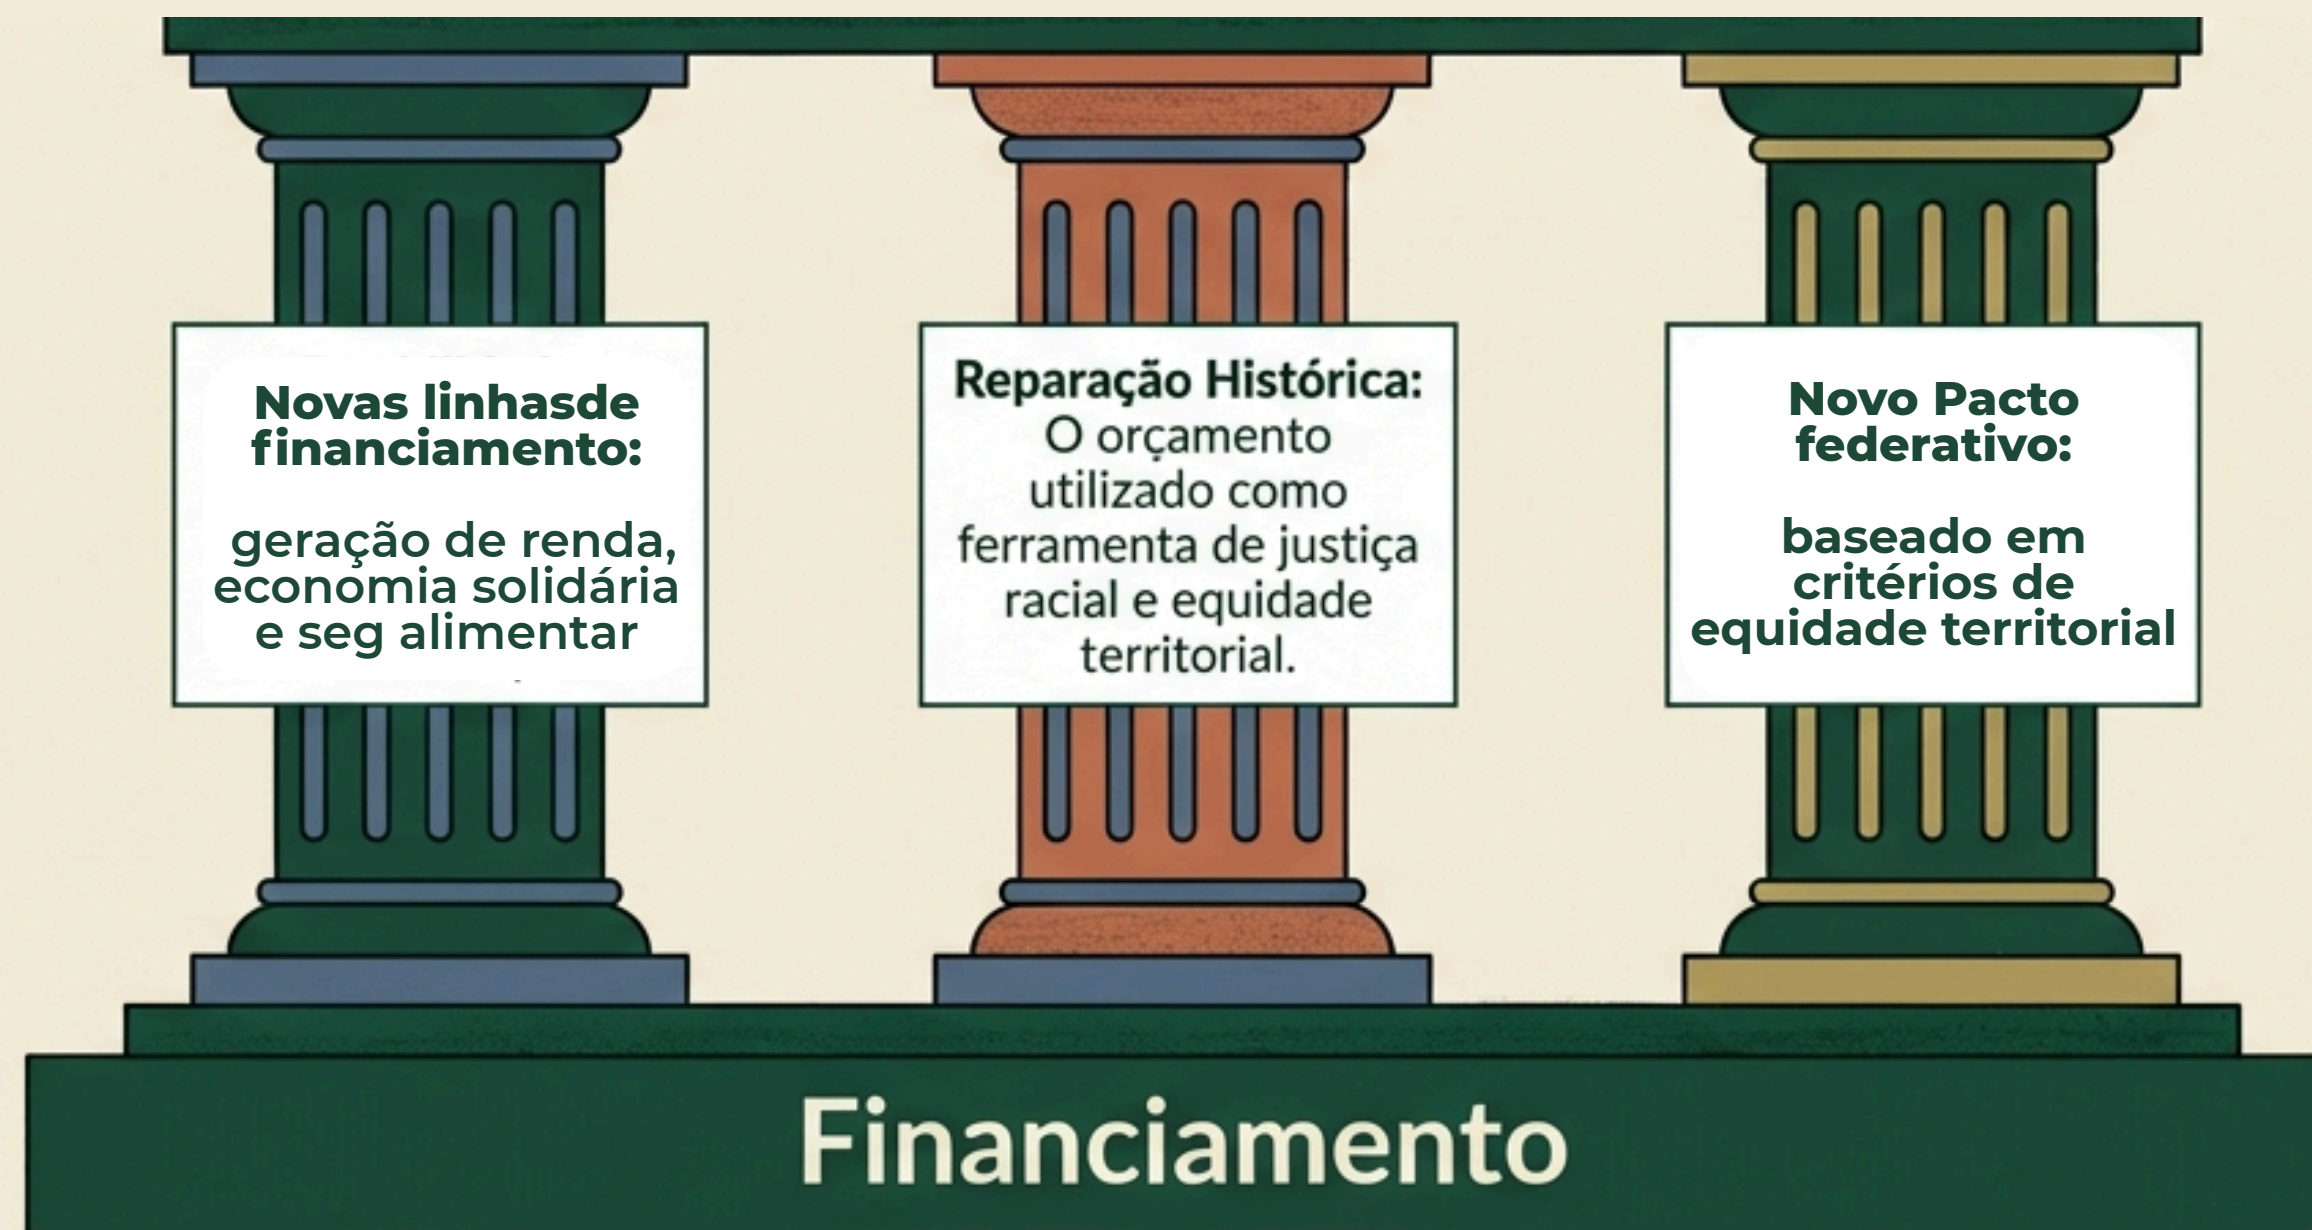 Novas linhasde
financiamento:
geração de renda,
economia solidária
e seg alimentar
Reparação Histórica:
O orçamento
utilizado como
ferramenta de justiça
racial e equidade
territorial.
Novo Pacto
federativo:
baseado em
critérios de
equidade territorial
Financiamento